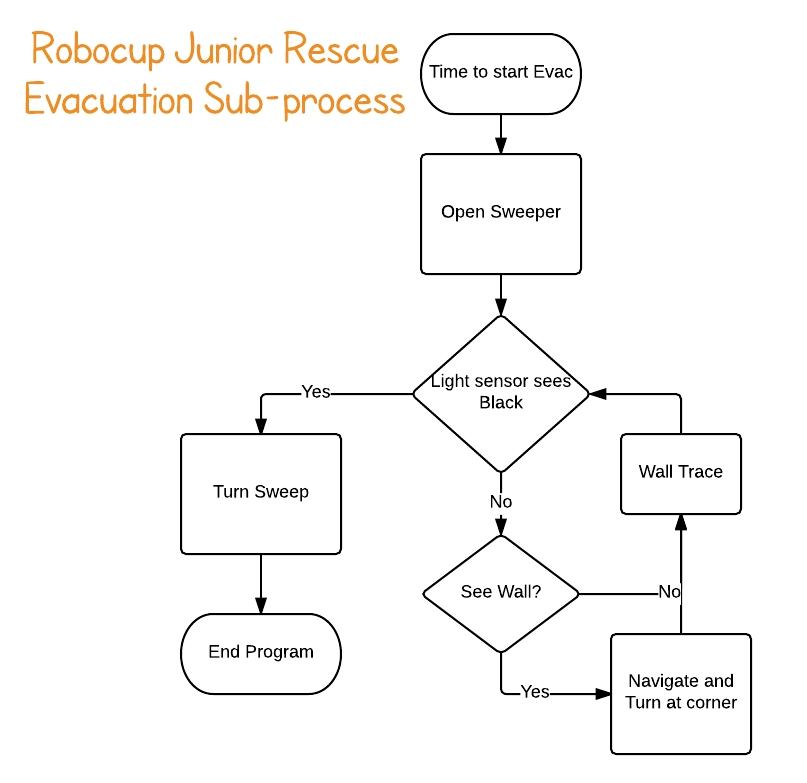 Robocup Junior Rescue
Evacuation Sub-process
Time to start Evac
Open Sweeper
Light sensor sees
Black
Yes
No
Turn Sweep
Wall Trace
See Wall?
No
Yes
End Program
Navigate and
Turn at corner